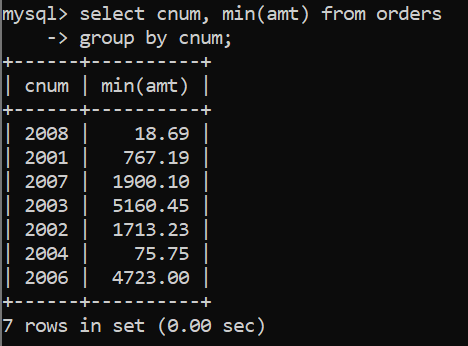 mysql> select cnum, min(amt) from orders
    -> group by cnum;
+------+----------+
| cnum | min(amt) |
+------+----------+
| 2008 |    18.69 |
| 2001 |   767.19 |
| 2007 |  1900.10 |
| 2003 |  5160.45 |
| 2002 |  1713.23 |
| 2004 |    75.75 |
| 2006 |  4723.00 |
+------+----------+
7 rows in set (0.00 sec)